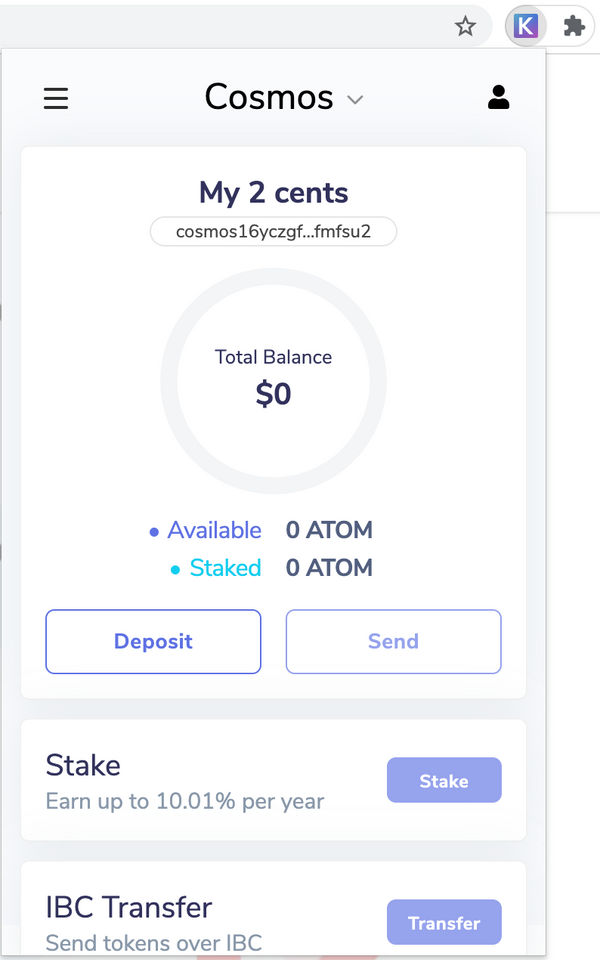 K
Cosmos
My 2 cents
cosmos16yczgf...fmfsu2
Total Balance
$0
Available 0 ATOM
Staked 0 ATOM
Deposit Send
Stake
Earn up to 10.01% per year
Stake
IBC Transfer
Send tokens over IBC
Transfer